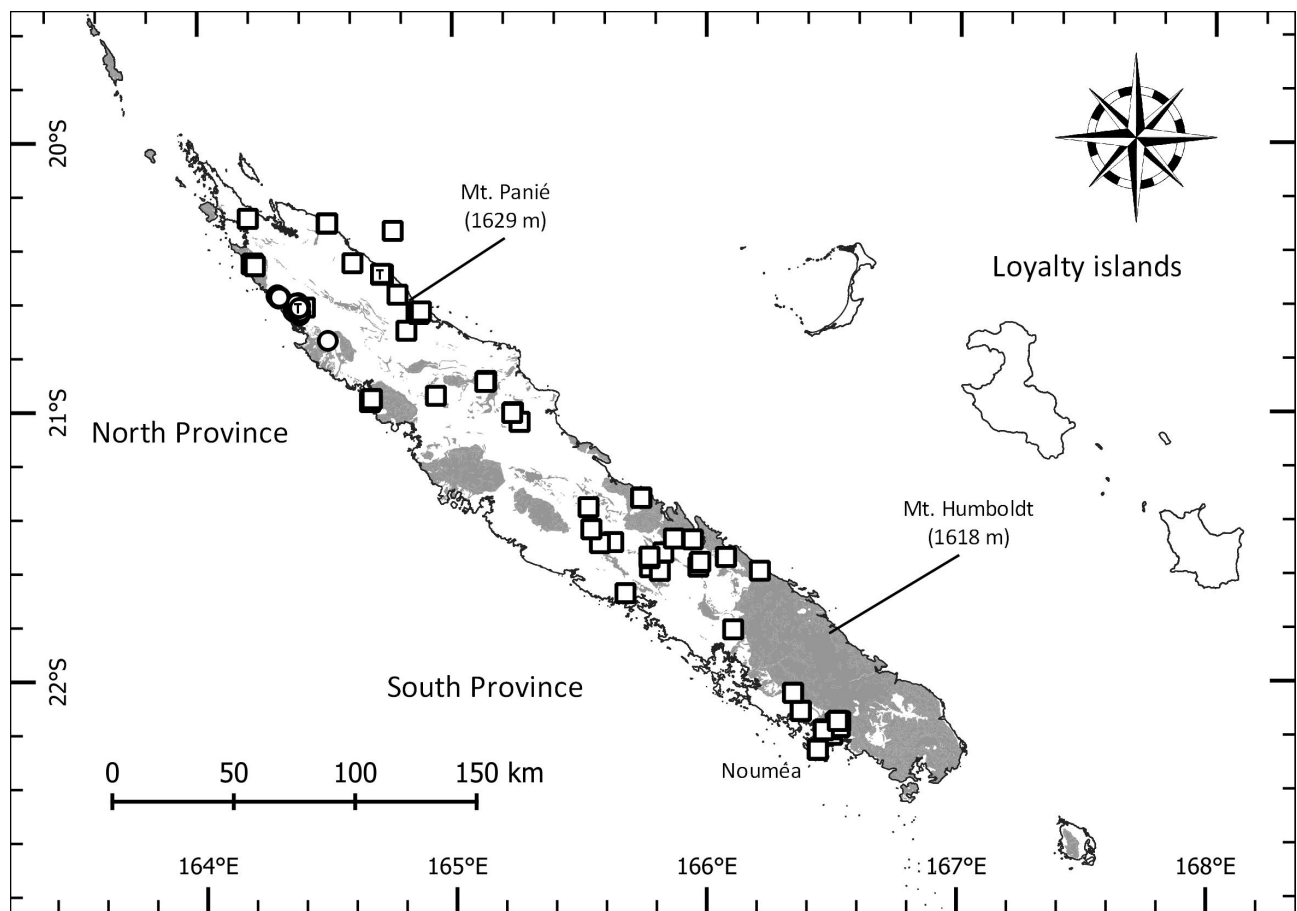 20°S
Mt. Panié
(1629 m)
Loyalty islands
T
T
21°S
North Province
Mt. Humboldt
(1618 m)
22°S
South Province
Nouméa
0 50 100 150 km
164°E 165°E 166°E 167°E 168°E